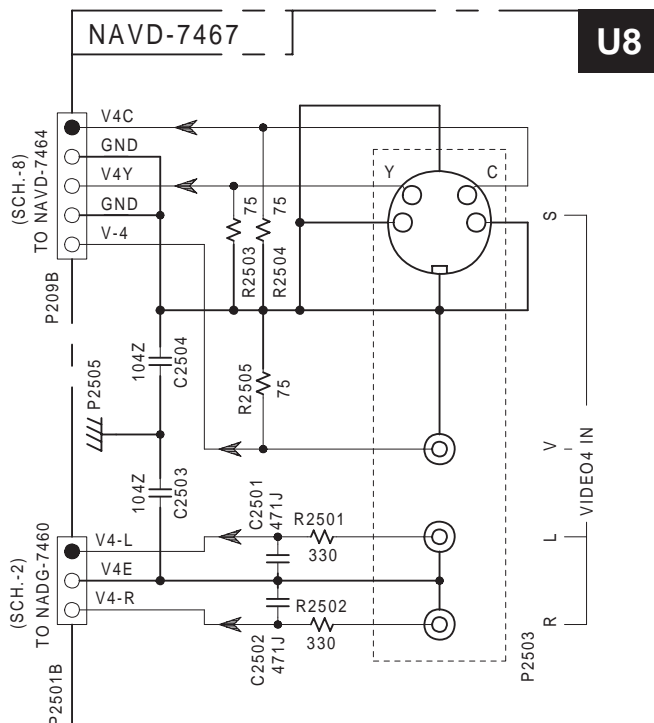 NAVD-7467
U8
V4C
GND
V4Y
GND
V-4
(SCH.-8)
TO NAVD-7464
P209B
Y
C
S
75
75
R2503
R2504
104Z
C2504
P2505
R2505
75
V
VIDEO4 IN
104Z
C2503
C2501
471J
R2501
330
L
(SCH.-2)
TO NADG-7460
V4-L
V4E
V4-R
R2502
330
R
C2502
471J
P2503
P2501B